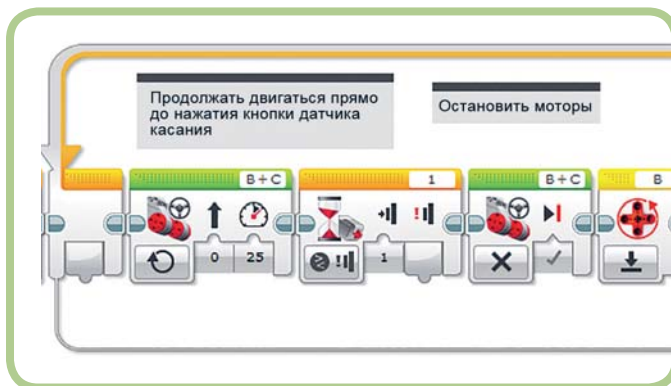 Продолжать двигаться прямо
до нажатия кнопки датчика
касания
Остановить моторы
B+C
1
B+C
B
0
25
1